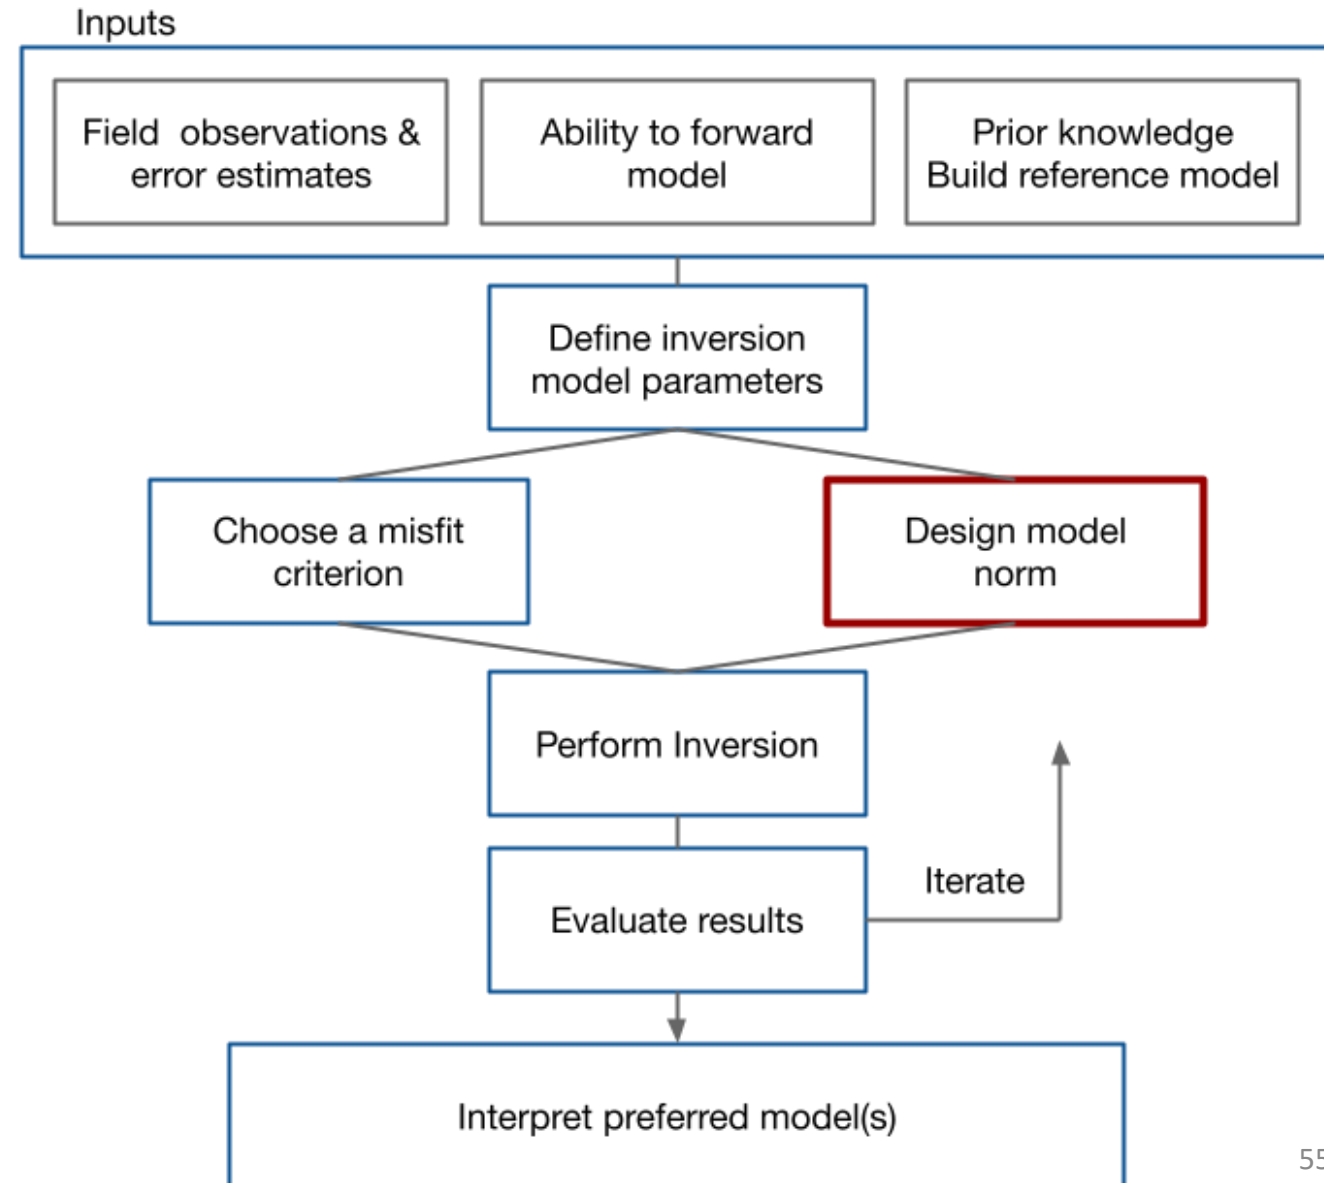 Inputs
Field observations &
error estimates
Ability to forward
model
Prior knowledge
Build reference model
Define inversion
model parameters
Choose a misfit
criterion
Design model
norm
Perform Inversion
Evaluate results
Iterate
Interpret preferred model(s)
55